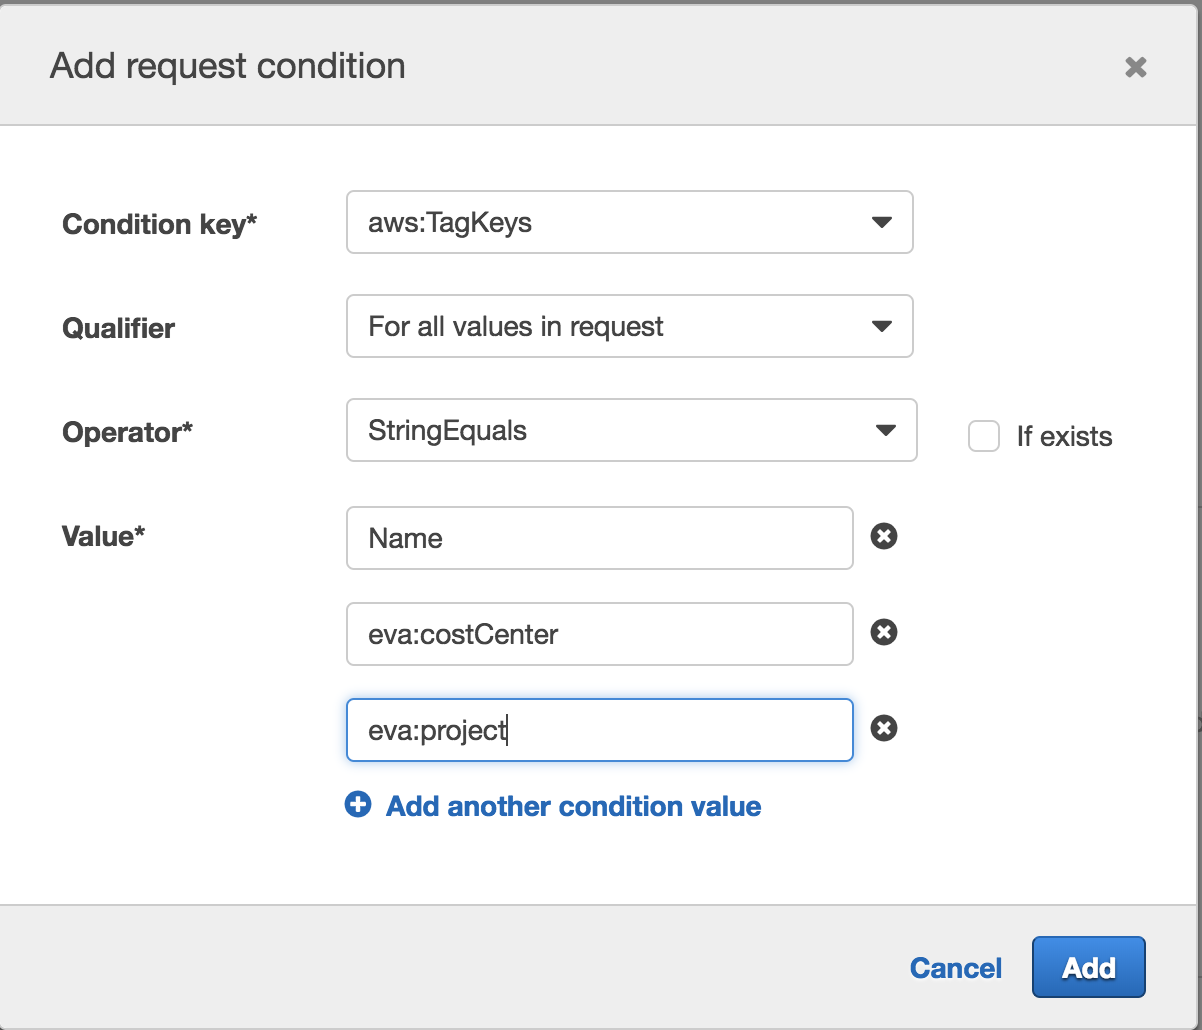 Add request condition
Condition key*
aws:TagKeys
Qualifier
For all values in request
Operator*
StringEquals
If exists
Value*
Name
eva:costCenter
eva:project
Add another condition value
Cancel
Add